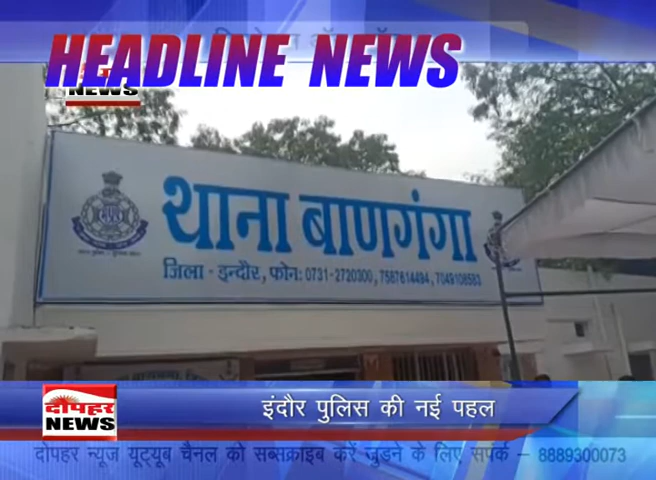 HEADLINE NEWS
NEWS
थाना बाणगंगा
जिला - इन्दौर, फोन: 0731-2720300, 7587614494, 7049108583
दोपहर
NEWS
इंदौर पुलिस की नई पहल
दोपहर न्यूज यूट्यूब चैनल को सब्सक्राइब करें जुड़ने के लिए संपर्क – 8889300073